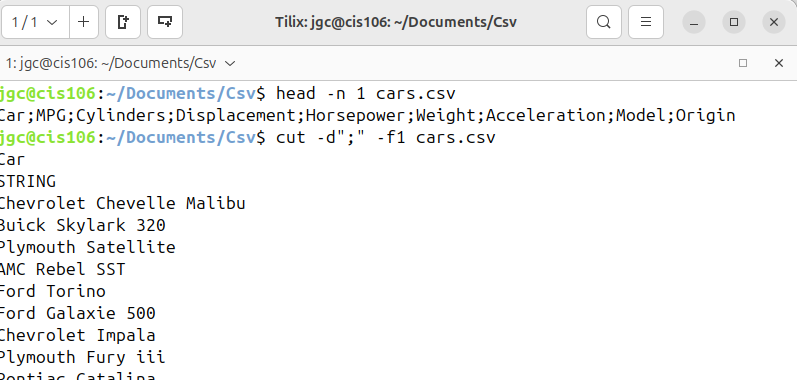 1 / 1
Tilix: jgc@cis106: ~/Documents/Csv
1: jgc@cis106: ~/Documents/Csv
jgc@cis106:~/Documents/Csv$ head -n 1 cars.csv
Car;MPG;Cylinders;Displacement;Horsepower;Weight;Acceleration;Model;Origin
jgc@cis106:~/Documents/Csv$ cut -d";" -f1 cars.csv
Car
STRING
Chevrolet Chevelle Malibu
Buick Skylark 320
Plymouth Satellite
AMC Rebel SST
Ford Torino
Ford Galaxie 500
Chevrolet Impala
Plymouth Fury iii
Pontiac Catalina